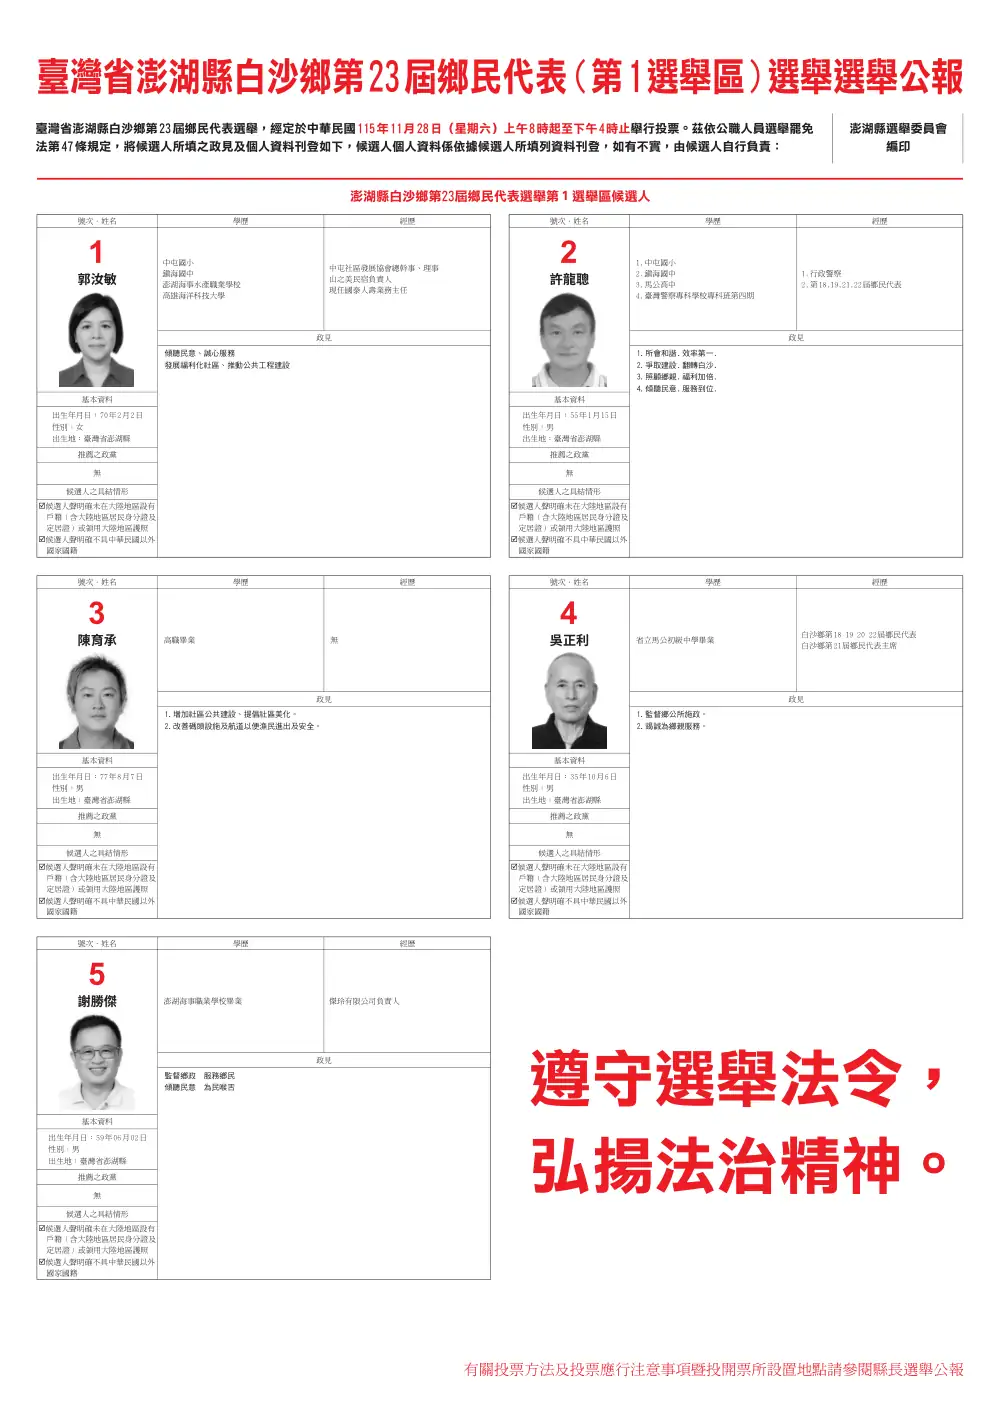 臺灣省澎湖縣白沙鄉第23屆鄉民代表（第1選舉區）選舉選舉公報
臺灣省澎湖縣白沙鄉第23屆鄉民代表選舉，經定於中華民國115年11月28日（星期六）上午8時起至下午4時止舉行投票。茲依公職人員選舉罷免
法第47條規定，將候選人所填之政見及個人資料刊登如下，候選人個人資料係依據候選人所填列資料刊登，如有不實，由候選人自行負責：
澎湖縣選舉委員會
編印
澎湖縣白沙鄉第23屆鄉民代表選舉第1選舉區候選人
號次、姓名
學歷
經歷
1
郭汝敏
中屯國小
鎮海國中
澎湖海事水產職業學校
高雄海洋科技大學
中屯社區發展協會總幹事、理事
山之美民宿負責人
現任國泰人壽業務主任
政見
傾聽民意、誠心服務
發展福利化社區、推動公共工程建設
基本資料
出生年月日：70年2月2日
性別：女
出生地：臺灣省澎湖縣
推薦之政黨
無
候選人之具結情形
☑候選人聲明確未在大陸地區設有
戶籍（含大陸地區居民身分證及
定居證）或領用大陸地區護照
☑候選人聲明確不具中華民國以外
國家國籍
號次、姓名
學歷
經歷
2
許龍聰
1.中屯國小
2.鎮海國中
3.馬公高中
4.臺灣警察專科學校專科班第四期
1.行政警察
2.第18.19.21.22屆鄉民代表
政見
1.所會和諧.效率第一.
2.爭取建設.翻轉白沙.
3.照顧鄉親.福利加倍.
4.傾聽民意.服務到位.
基本資料
出生年月日：55年1月15日
性別：男
出生地：臺灣省澎湖縣
推薦之政黨
無
候選人之具結情形
☑候選人聲明確未在大陸地區設有
戶籍（含大陸地區居民身分證及
定居證）或領用大陸地區護照
☑候選人聲明確不具中華民國以外
國家國籍
號次、姓名
學歷
經歷
3
陳育承
高職畢業
無
政見
1.增加社區公共建設、提倡社區美化。
2.改善碼頭設施及航道以便漁民進出及安全。
基本資料
出生年月日：77年8月7日
性別：男
出生地：臺灣省澎湖縣
推薦之政黨
無
候選人之具結情形
☑候選人聲明確未在大陸地區設有
戶籍（含大陸地區居民身分證及
定居證）或領用大陸地區護照
☑候選人聲明確不具中華民國以外
國家國籍
號次、姓名
學歷
經歷
4
吳正利
省立馬公初級中學畢業
白沙鄉第18 19 20 22屆鄉民代表
白沙鄉第21屆鄉民代表主席
政見
1.監督鄉公所施政。
2.竭誠為鄉親服務。
基本資料
出生年月日：35年10月6日
性別：男
出生地：臺灣省澎湖縣
推薦之政黨
無
候選人之具結情形
☑候選人聲明確未在大陸地區設有
戶籍（含大陸地區居民身分證及
定居證）或領用大陸地區護照
☑候選人聲明確不具中華民國以外
國家國籍
號次、姓名
學歷
經歷
5
謝勝傑
澎湖海事職業學校畢業
傑玲有限公司負責人
政見
監督鄉政　服務鄉民
傾聽民意　為民喉舌
基本資料
出生年月日：59年06月02日
性別：男
出生地：臺灣省澎湖縣
推薦之政黨
無
候選人之具結情形
☑候選人聲明確未在大陸地區設有
戶籍（含大陸地區居民身分證及
定居證）或領用大陸地區護照
☑候選人聲明確不具中華民國以外
國家國籍
遵守選舉法令，
弘揚法治精神。
有關投票方法及投票應行注意事項暨投開票所設置地點請參閱縣長選舉公報